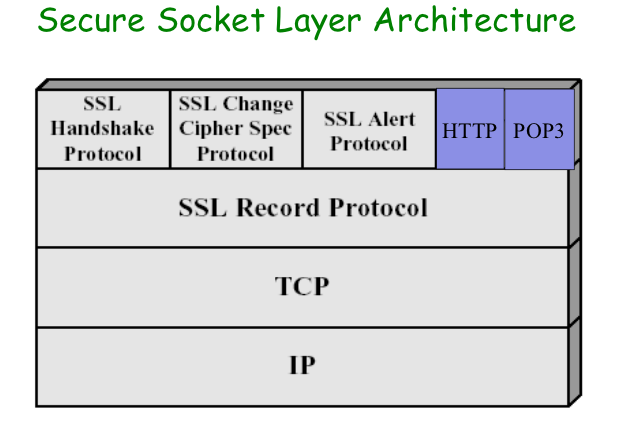 Secure Socket Layer Architecture
SSL
Handshake
Protocol
SSL Change
Cipher Spec
Protocol
SSL Alert
Protocol
HTTP
POP3
SSL Record Protocol
TCP
IP